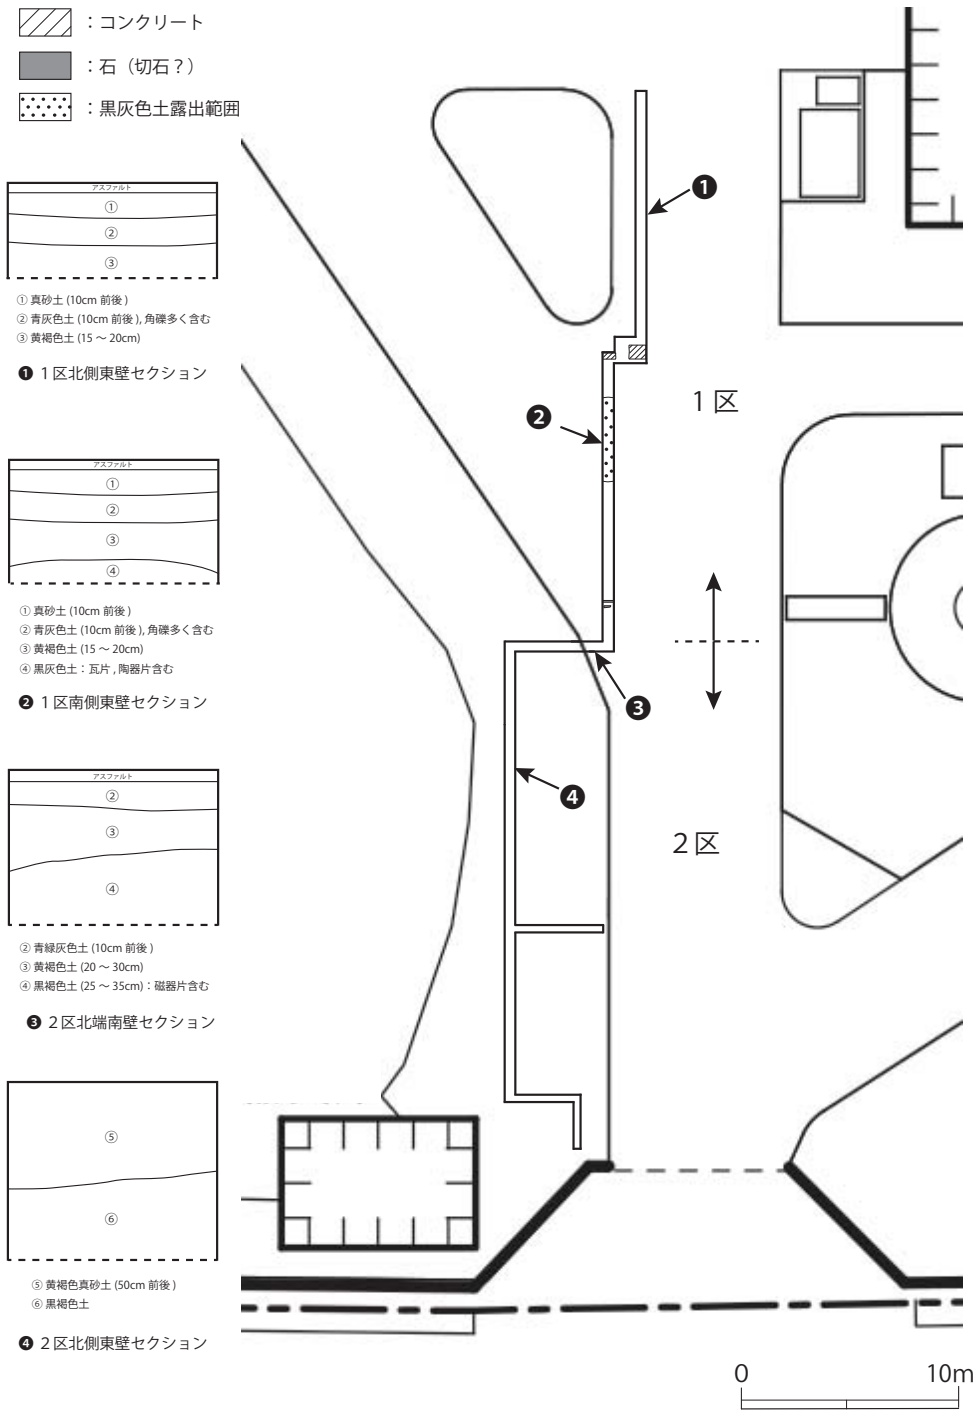 ：コンクリート
：石（切石？）
：黒灰色土露出範囲
アスファルト
①
②
③
① 真砂土 (10cm 前後 )
② 青灰色土 (10cm 前後 ) , 角礫多く含む
③ 黄褐色土 (15 ～ 20cm)
❶ 1 区北側東壁セクション
アスファルト
①
②
③
④
① 真砂土 (10cm 前後 )
② 青灰色土 (10cm 前後 ) , 角礫多く含む
③ 黄褐色土 (15 ～ 20cm)
④ 黒灰色土：瓦片 , 陶器片含む
❷ 1 区南側東壁セクション
アスファルト
②
③
④
② 青緑灰色土 (10cm 前後 )
③ 黄褐色土 (20 ～ 30cm)
④ 黒褐色土 (25 ～ 35cm)：磁器片含む
❸ 2 区北端南壁セクション
⑤
⑥
⑤ 黄褐色真砂土 (50cm 前後 )
⑥ 黒褐色土
❹ 2 区北側東壁セクション
❶
❷
1 区
❸
❹
2 区
0
10m